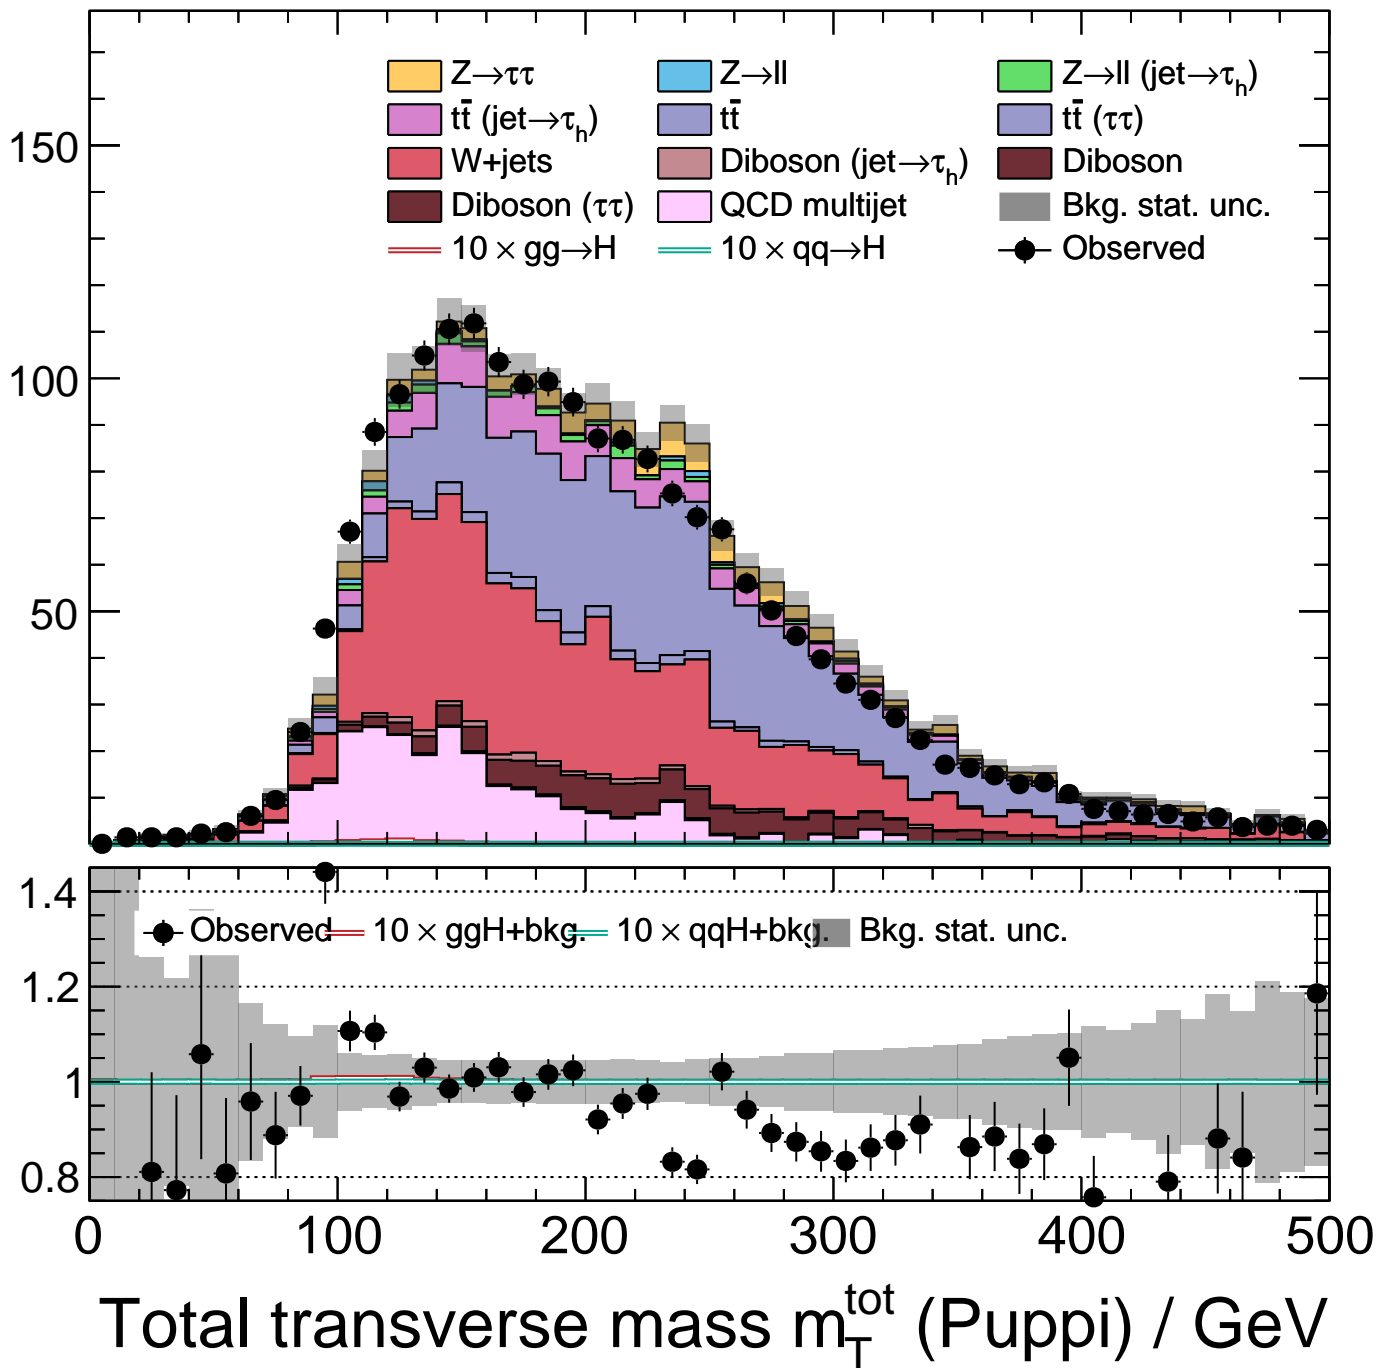 Z→ττ Z→ll Z→ll (jet→τh)
tt̄ (jet→τh) tt̄ tt̄ (ττ)
W+jets Diboson (jet→τh) Diboson
Diboson (ττ) QCD multijet Bkg. stat. unc.
10 × gg→H 10 × qq→H Observed
150
100
50
1.4
Observed 10 × ggH+bkg. 10 × qqH+bkg. Bkg. stat. unc.
1.2
1
0.8
0 100 200 300 400 500
Total transverse mass m_T^tot (Puppi) / GeV